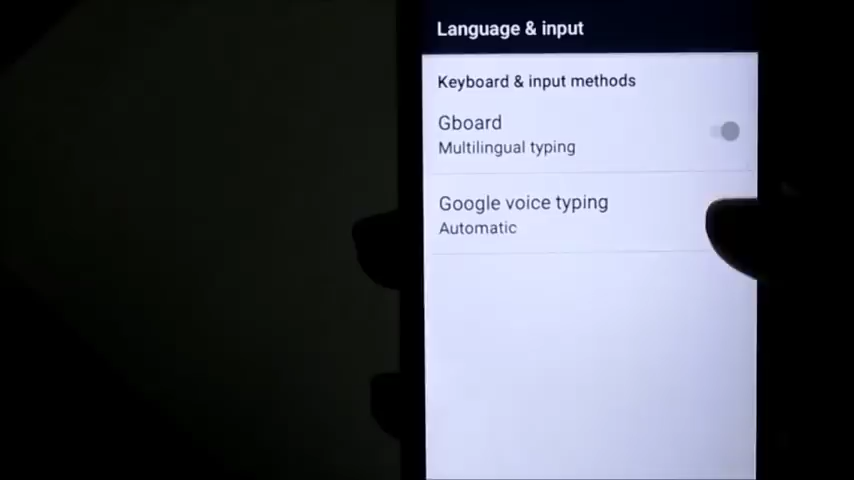 Language & input
Keyboard & input methods
Gboard
Multilingual typing
Google voice typing
Automatic